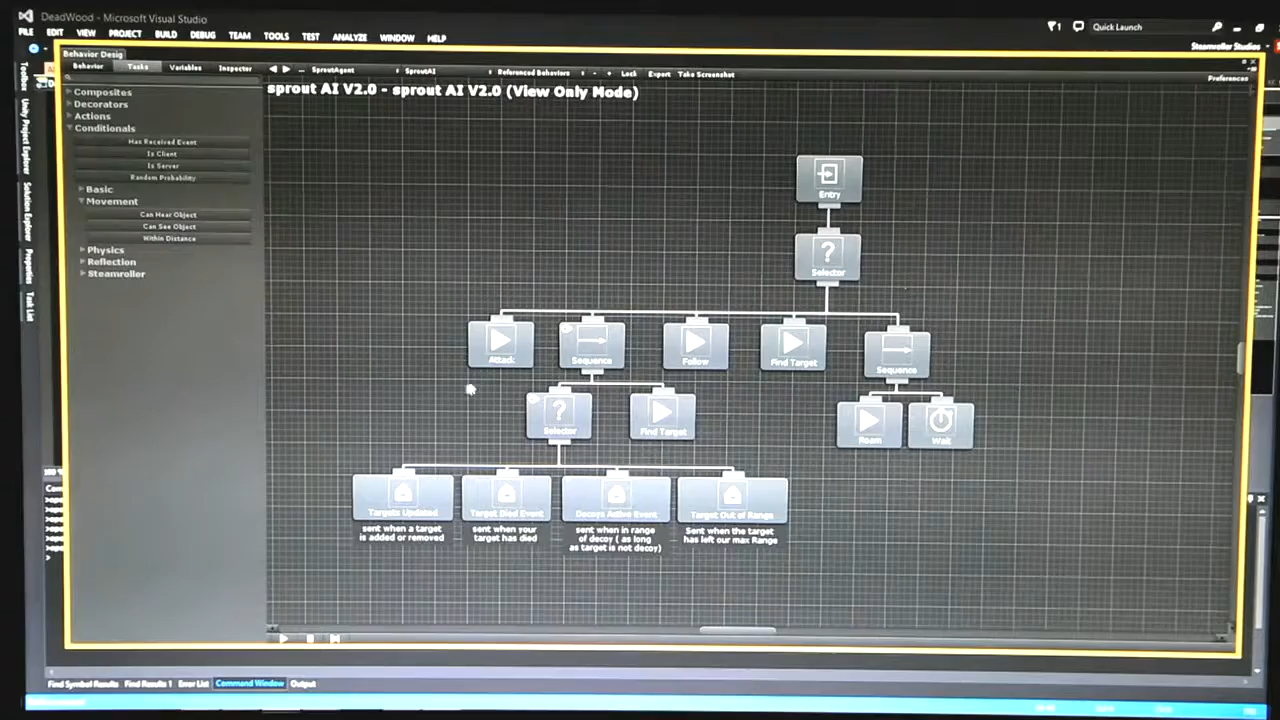 DeadWood - Microsoft Visual Studio
Quick Launch
FILE EDIT VIEW PROJECT BUILD DEBUG TEAM TOOLS TEST ANALYZE WINDOW HELP
Steamroller Studios
Behavior Desig
Behavior Tasks Variables Inspector
SproutAgent SproutAI Referenced Behaviors - + Lock Export Take Screenshot
Preferences
sprout AI V2.0 - sprout AI V2.0 (View Only Mode)
Composites
Decorators
Actions
Conditionals
Has Received Event
Is Client
Is Server
Random Probability
Basic
Movement
Can Hear Object
Can See Object
Within Distance
Physics
Reflection
Steamroller
Toolbox
Unity Project Explorer
Solution Explorer
Properties
Task List
Entry
?
Selector
Attack
Sequence
Follow
Find Target
Sequence
?
Selector
Find Target
Roam
Wait
Targets Updated
Target Died Event
Decoys Active Event
Target Out of Range
sent when a target
is added or removed
sent when your
target has died
sent when in range
of decoy ( as long
as target is not decoy)
Sent when the target
has left our max Range
Find Symbol Results Find Results 1 Error List Command Window Output